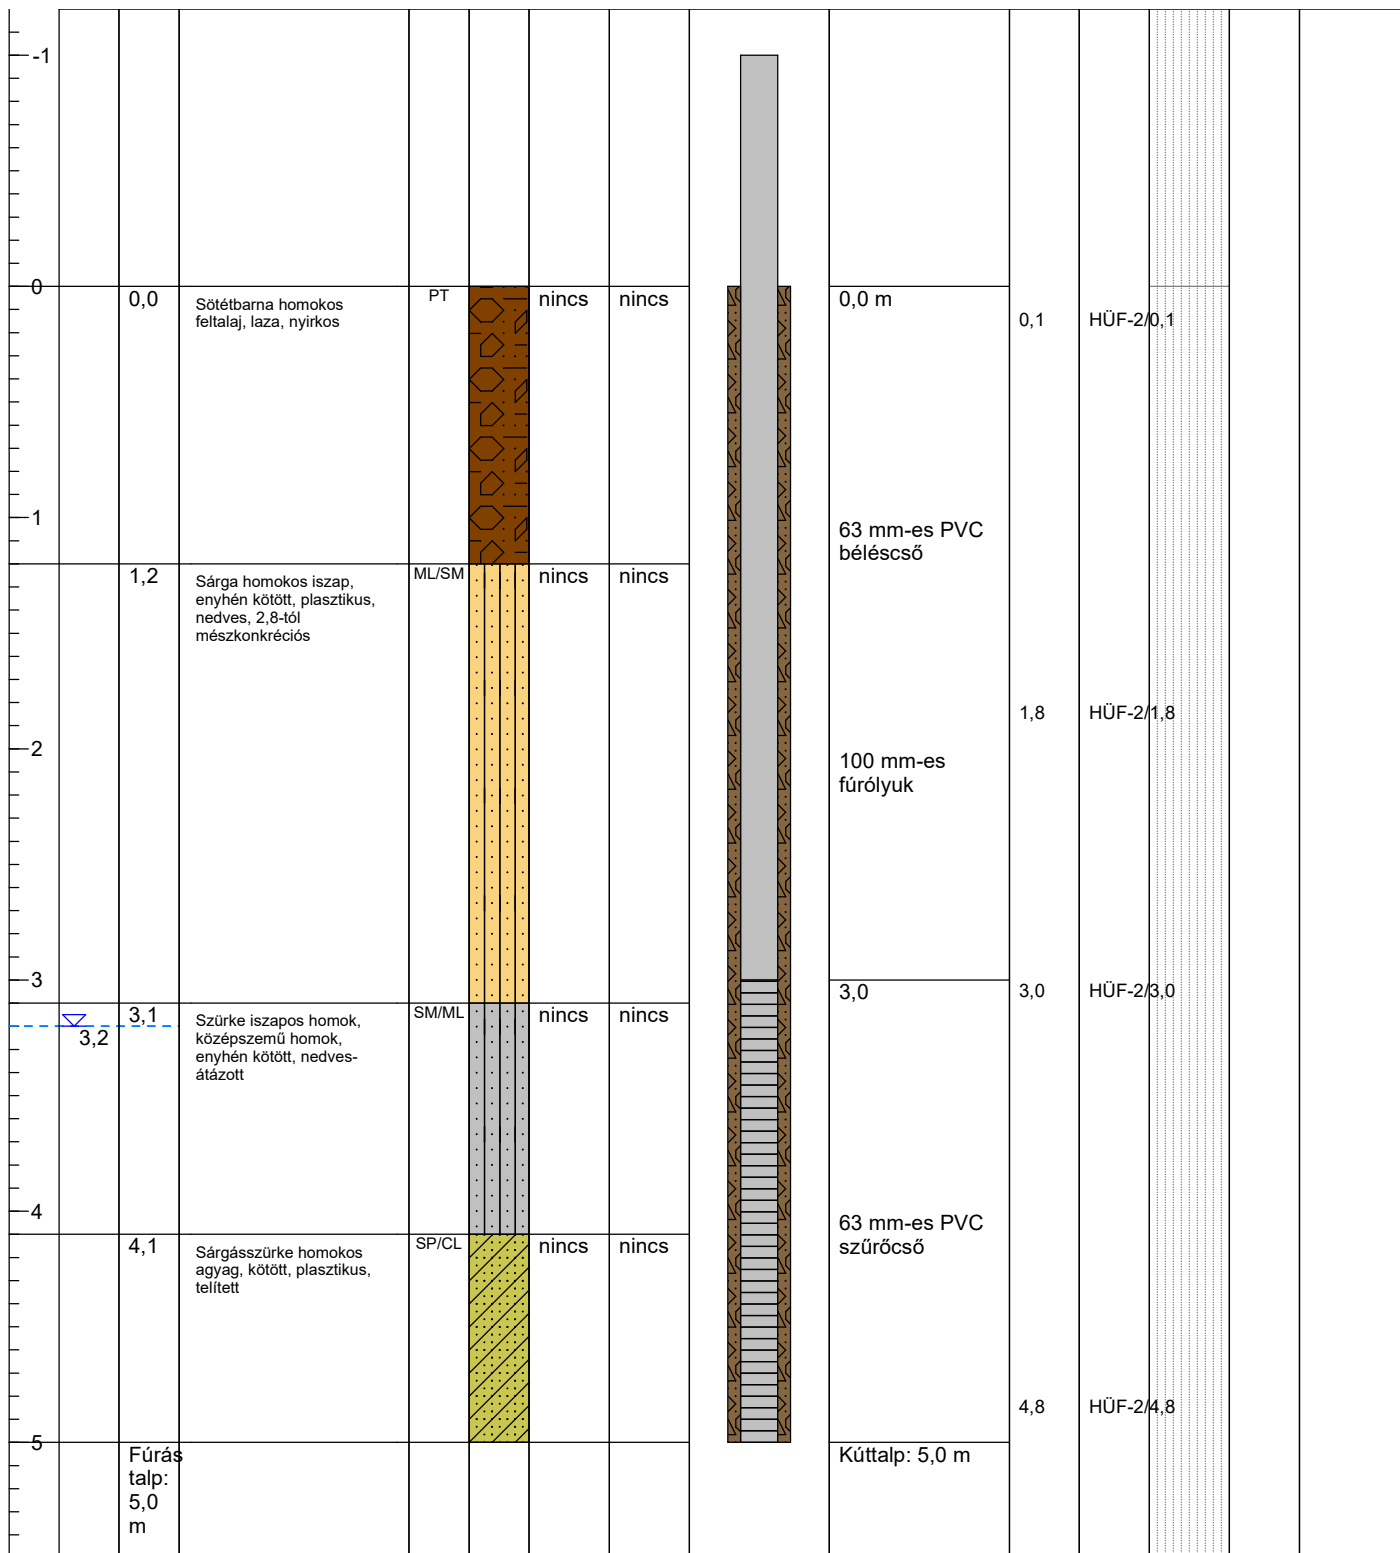 -1
0
0,0
Sötétbarna homokos
feltalaj, laza, nyirkos
PT
nincs
nincs
0,0 m
0,1
HÜF-2/0,1
1
63 mm-es PVC
béléscső
1,2
Sárga homokos iszap,
enyhén kötött, plasztikus,
nedves, 2,8-tól
mészkonkréciós
ML/SM
nincs
nincs
1,8
HÜF-2/1,8
2
100 mm-es
fúrólyuk
3
3,0
3,0
HÜF-2/3,0
3,2
3,1
Szürke iszapos homok,
középszemű homok,
enyhén kötött, nedves-
átázott
SM/ML
nincs
nincs
4
63 mm-es PVC
szűrőcső
4,1
Sárgásszürke homokos
agyag, kötött, plasztikus,
telített
SP/CL
nincs
nincs
4,8
HÜF-2/4,8
5
Fúrás
talp:
5,0
m
Kúttalp: 5,0 m